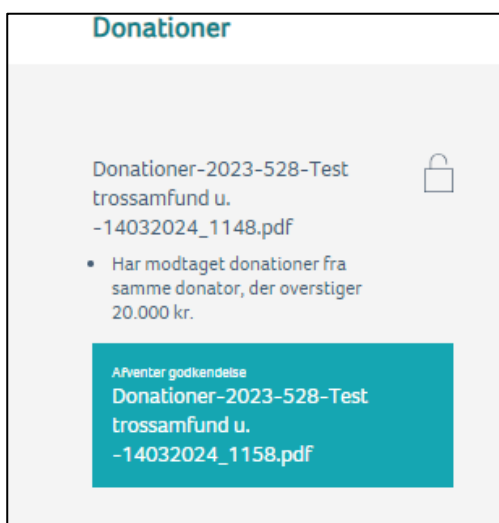 Donationer
Donationer-2023-528-Test
trossamfund u.
-14032024_1148.pdf
• Har modtaget donationer fra
samme donator, der overstiger
20.000 kr.
Afventer godkendelse
Donationer-2023-528-Test
trossamfund u.
-14032024_1158.pdf